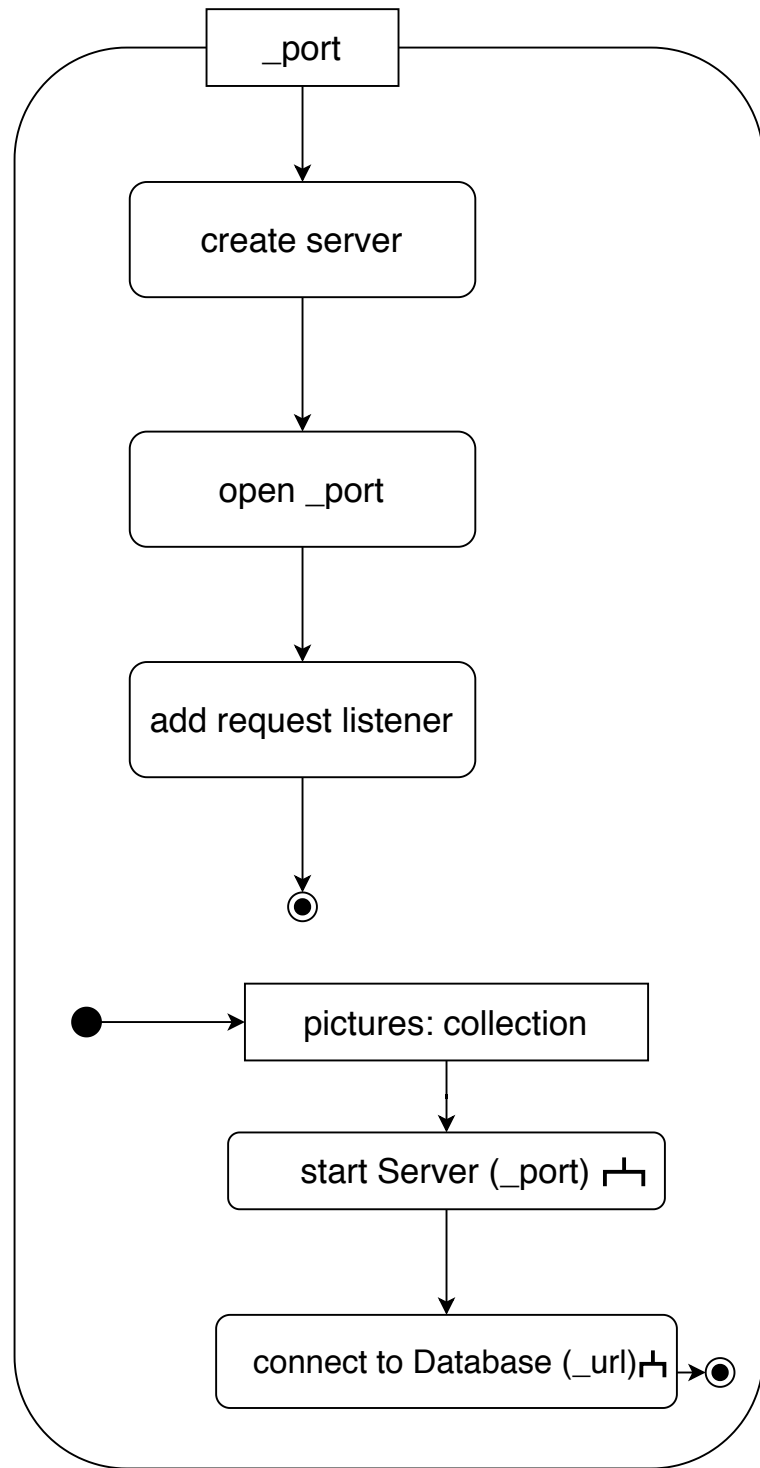 _port
create server
open _port
add request listener
pictures: collection
start Server (_port)
connect to Database (_url)